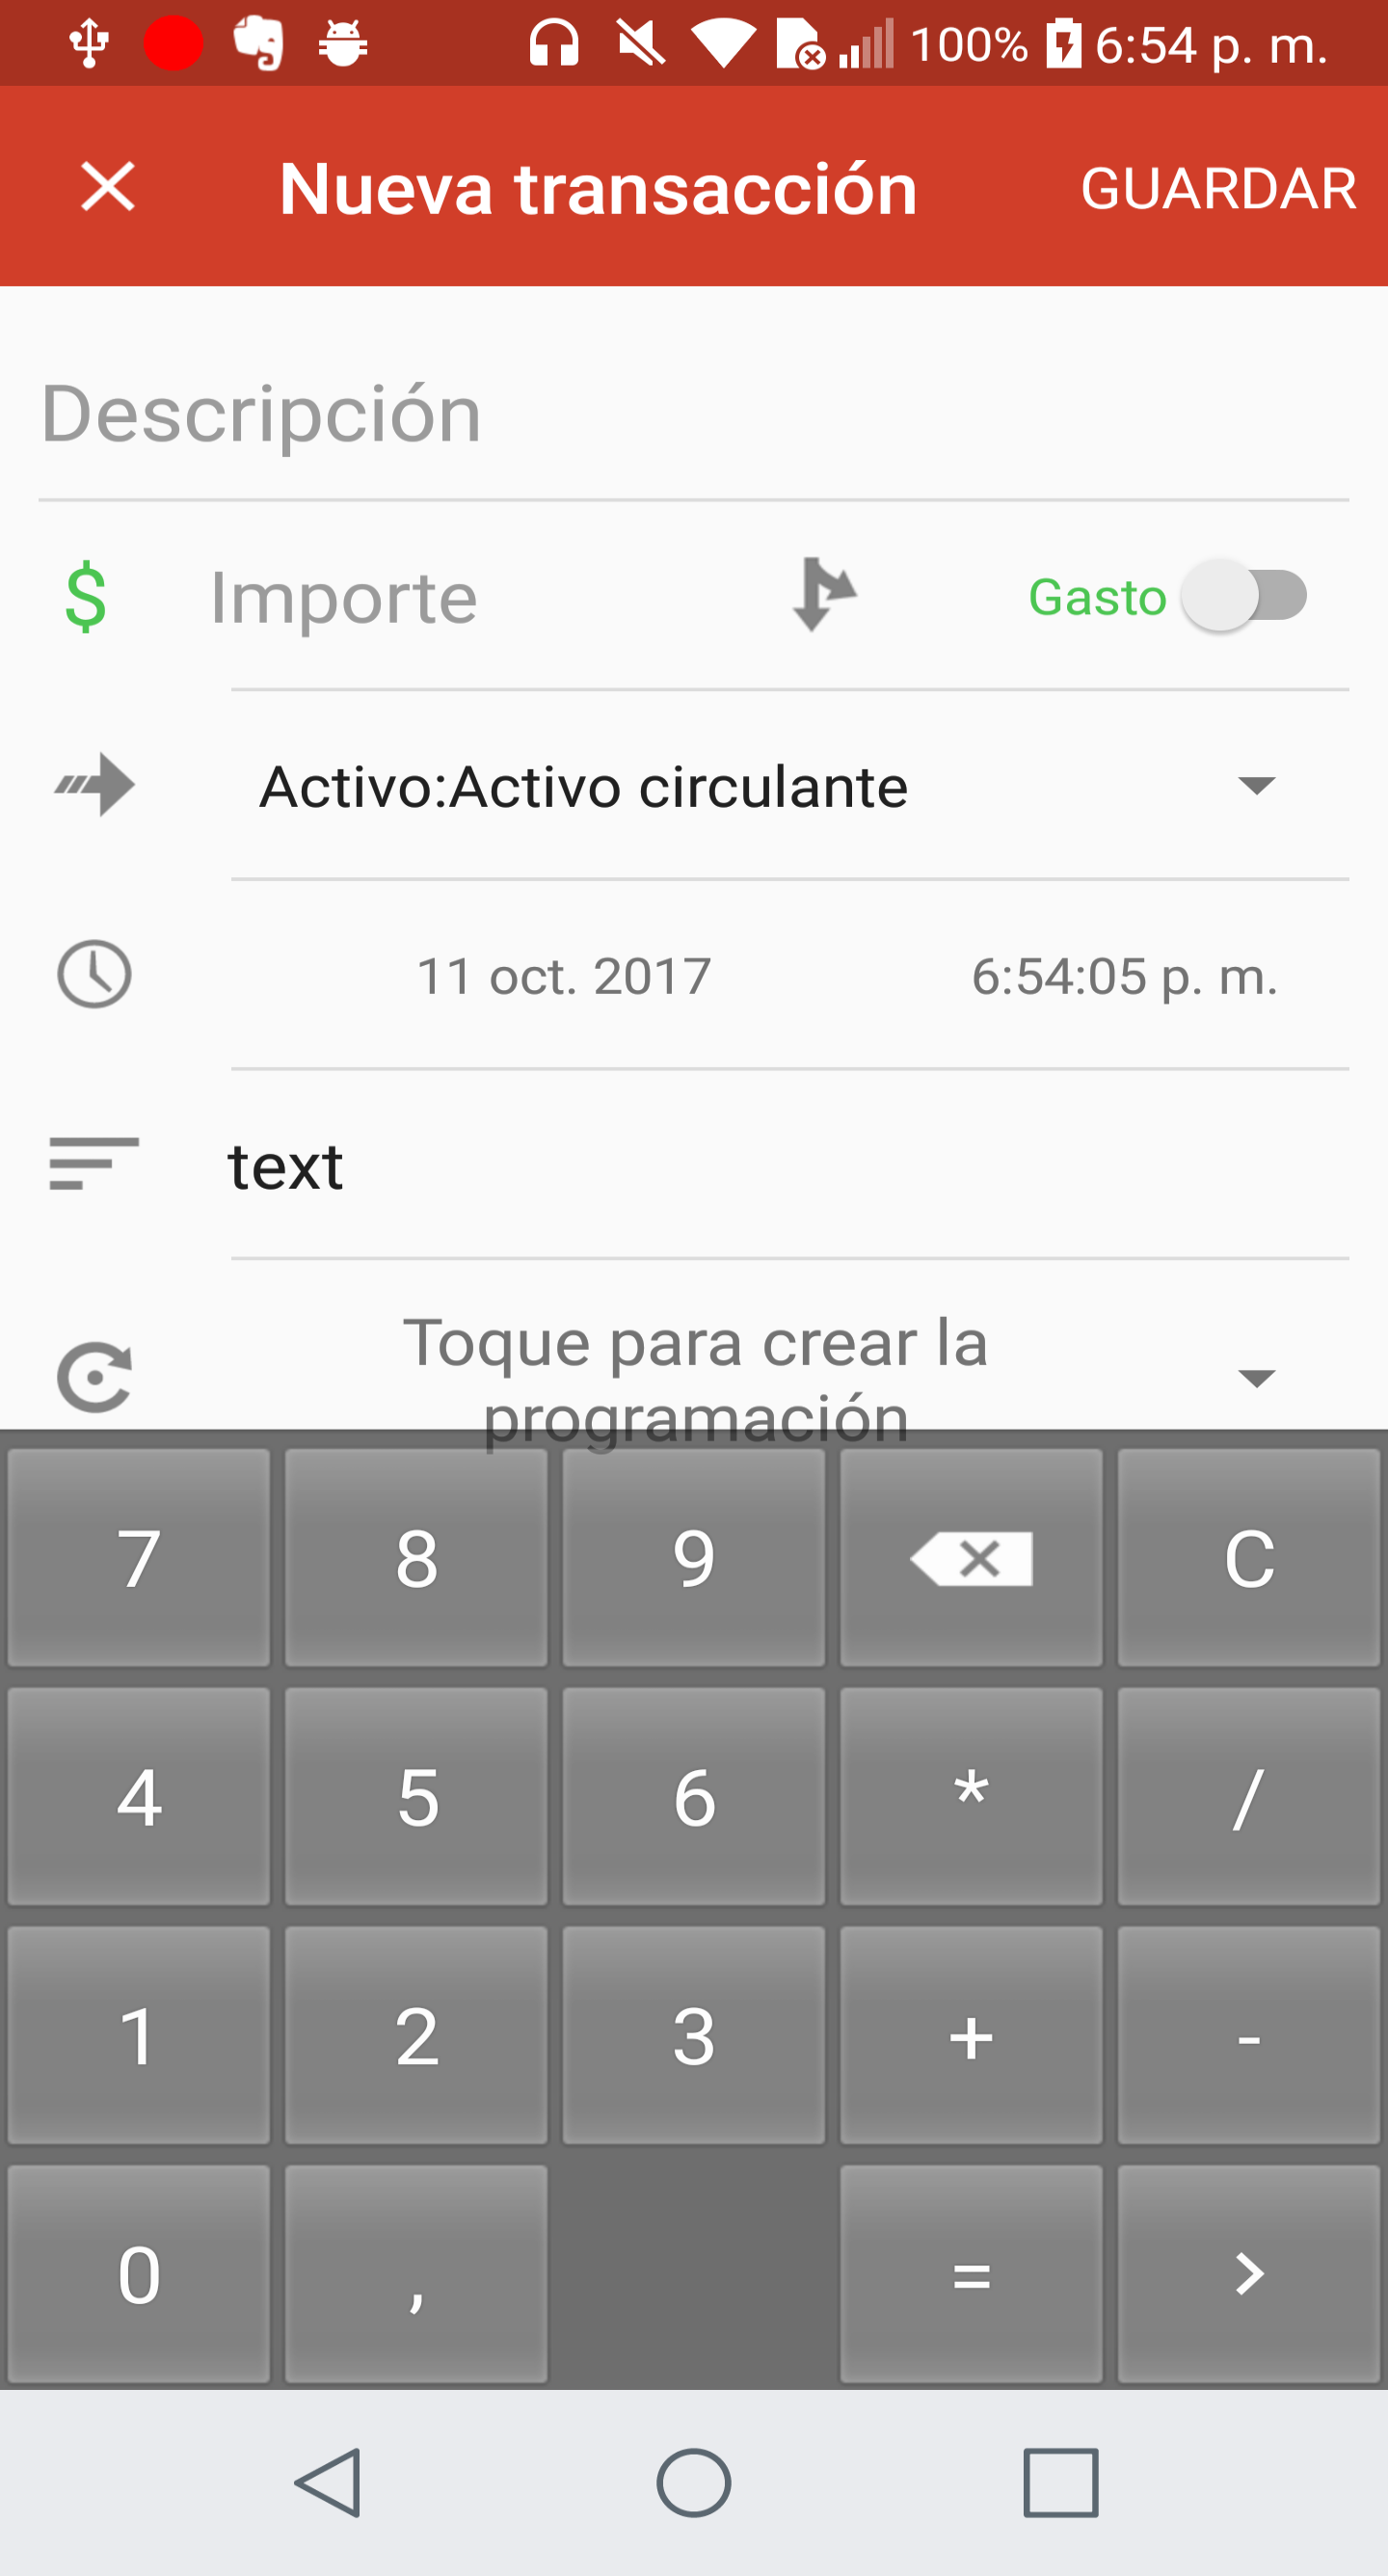 100% 6:54 p. m.
Nueva transacción GUARDAR
Descripción
$ Importe Gasto
Activo:Activo circulante
11 oct. 2017 6:54:05 p. m.
text
Toque para crear la
programación
7 8 9 C
4 5 6 * /
1 2 3 + -
0 , = >